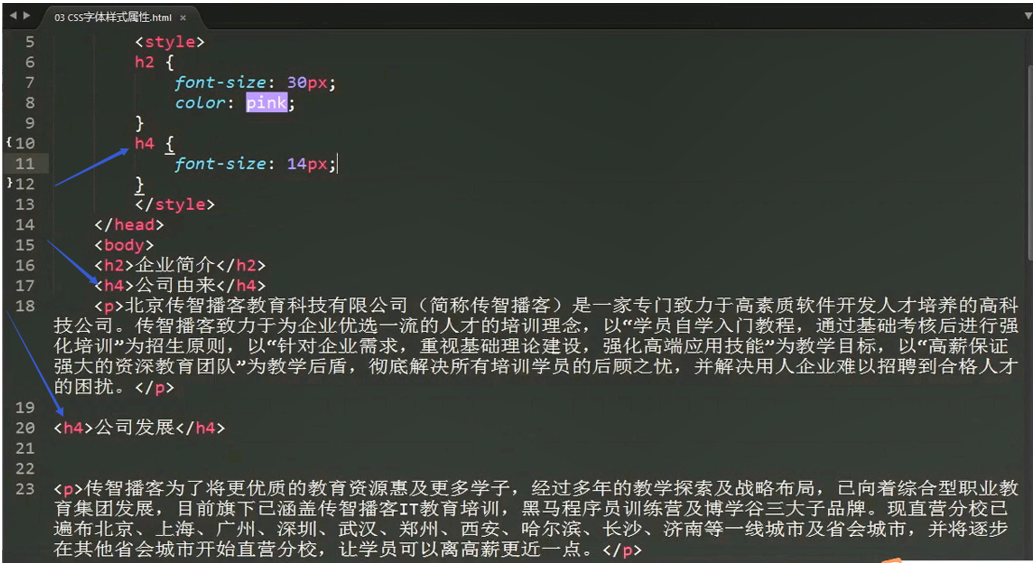 03 CSS字体样式属性.html ×
5 <style>
6 h2 {
7 font-size: 30px;
8 color: pink;
9 }
{10 h4 {
11 font-size: 14px;
}12 }
13 </style>
14 </head>
15 <body>
16 <h2>企业简介</h2>
17 <h4>公司由来</h4>
18 <p>北京传智播客教育科技有限公司（简称传智播客）是一家专门致力于高素质软件开发人才培养的高科
技公司。传智播客致力于为企业优选一流的人才的培训理念，以“学员自学入门教程，通过基础考核后进行强
化培训”为招生原则，以“针对企业需求，重视基础理论建设，强化高端应用技能”为教学目标，以“高薪保证
强大的资深教育团队”为教学后盾，彻底解决所有培训学员的后顾之忧，并解决用人企业难以招聘到合格人才
的困扰。</p>
19
20 <h4>公司发展</h4>
21
22
23 <p>传智播客为了将更优质的教育资源惠及更多学子，经过多年的教学探索及战略布局，已向着综合型职业教
育集团发展，目前旗下已涵盖传智播客IT教育培训，黑马程序员训练营及博学谷三大子品牌。现直营分校已
遍布北京、上海、广州、深圳、武汉、郑州、西安、哈尔滨、长沙、济南等一线城市及省会城市，并将逐步
在其他省会城市开始直营分校，让学员可以离高薪更近一点。</p>